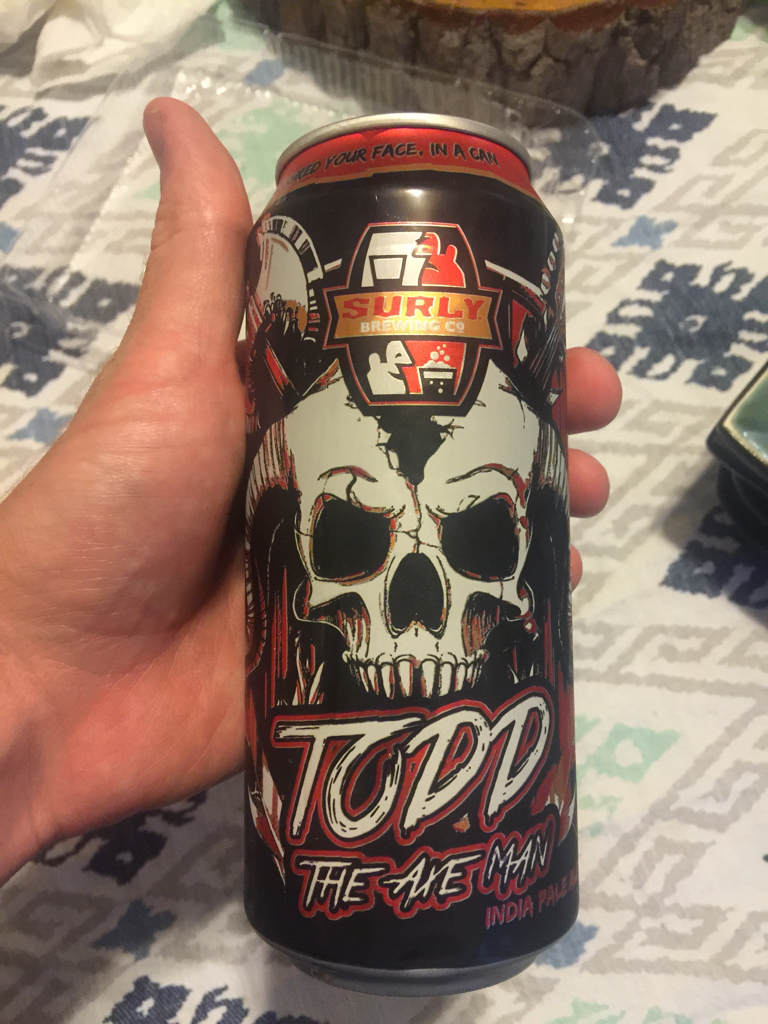 YOUR FACE, IN A CAN
SURLY
BREWING CO
TODD
THE AXE MAN
INDIA PALE